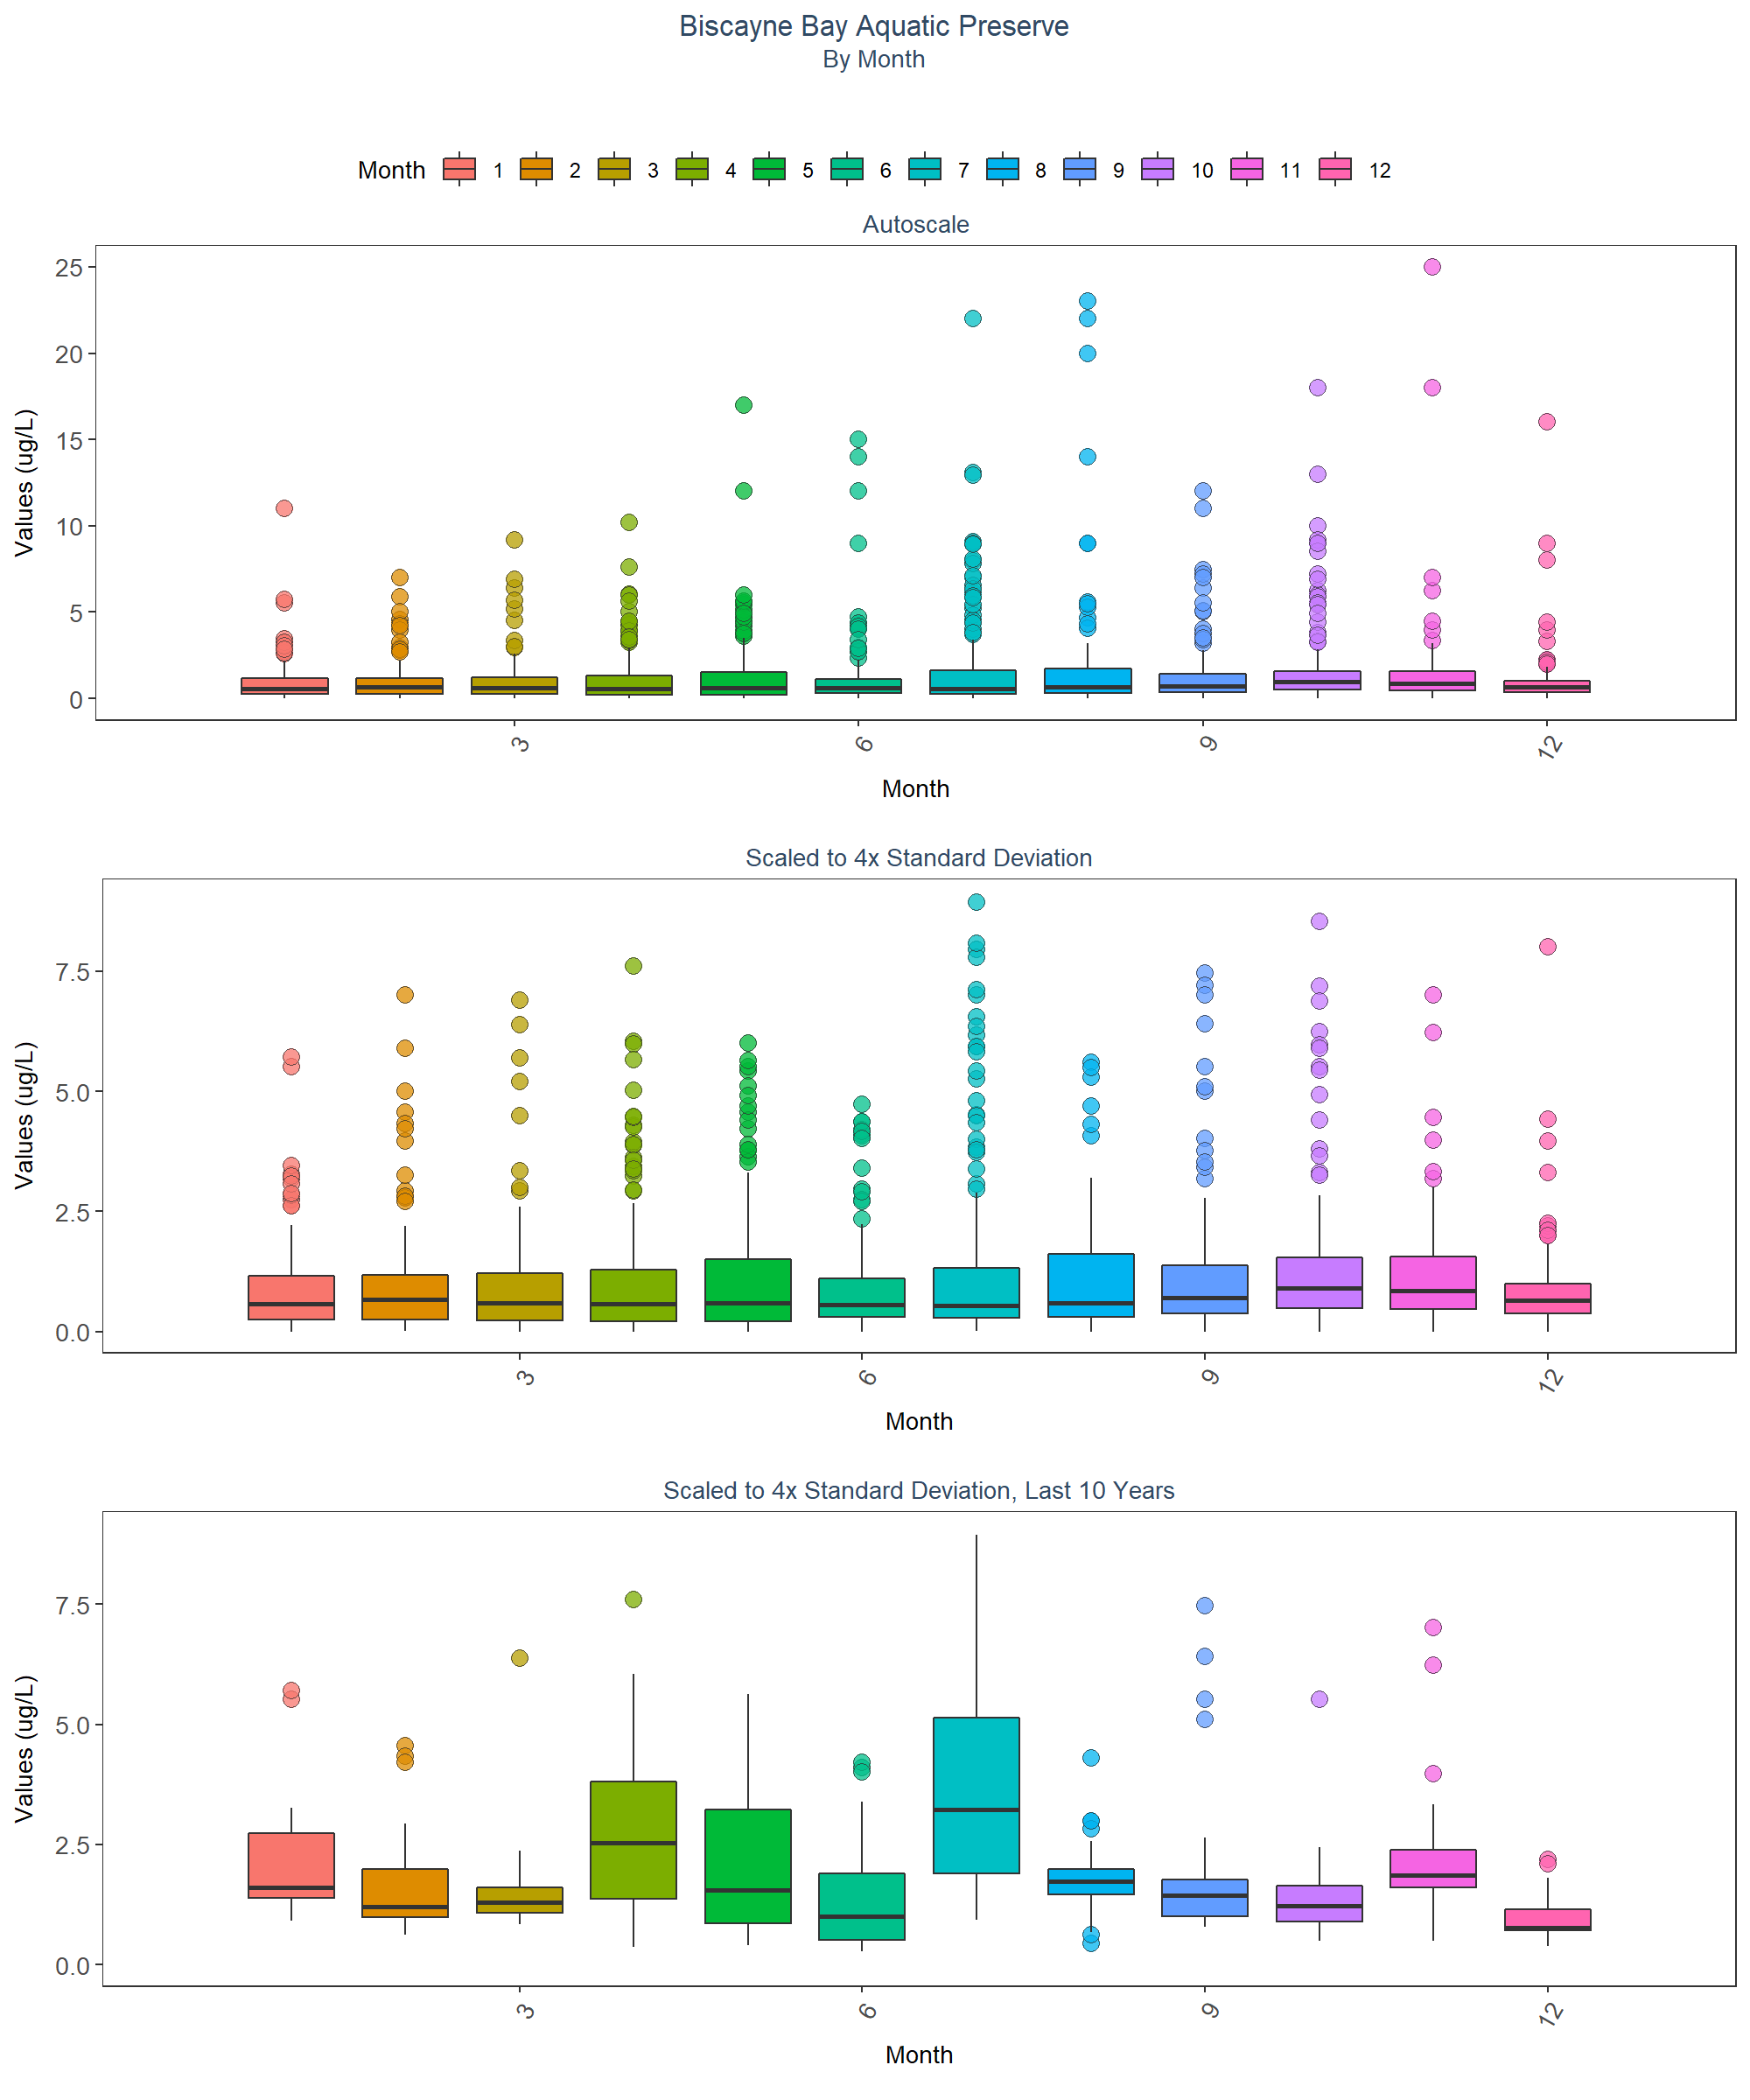 Biscayne Bay Aquatic Preserve
By Month
Month 1 2 3 4 5 6 7 8 9 10 11 12
Autoscale
25
20
15
10
5
0
Values (ug/L)
3 6 9 12
Month
Scaled to 4x Standard Deviation
7.5
5.0
2.5
0.0
Values (ug/L)
3 6 9 12
Month
Scaled to 4x Standard Deviation, Last 10 Years
7.5
5.0
2.5
0.0
Values (ug/L)
3 6 9 12
Month